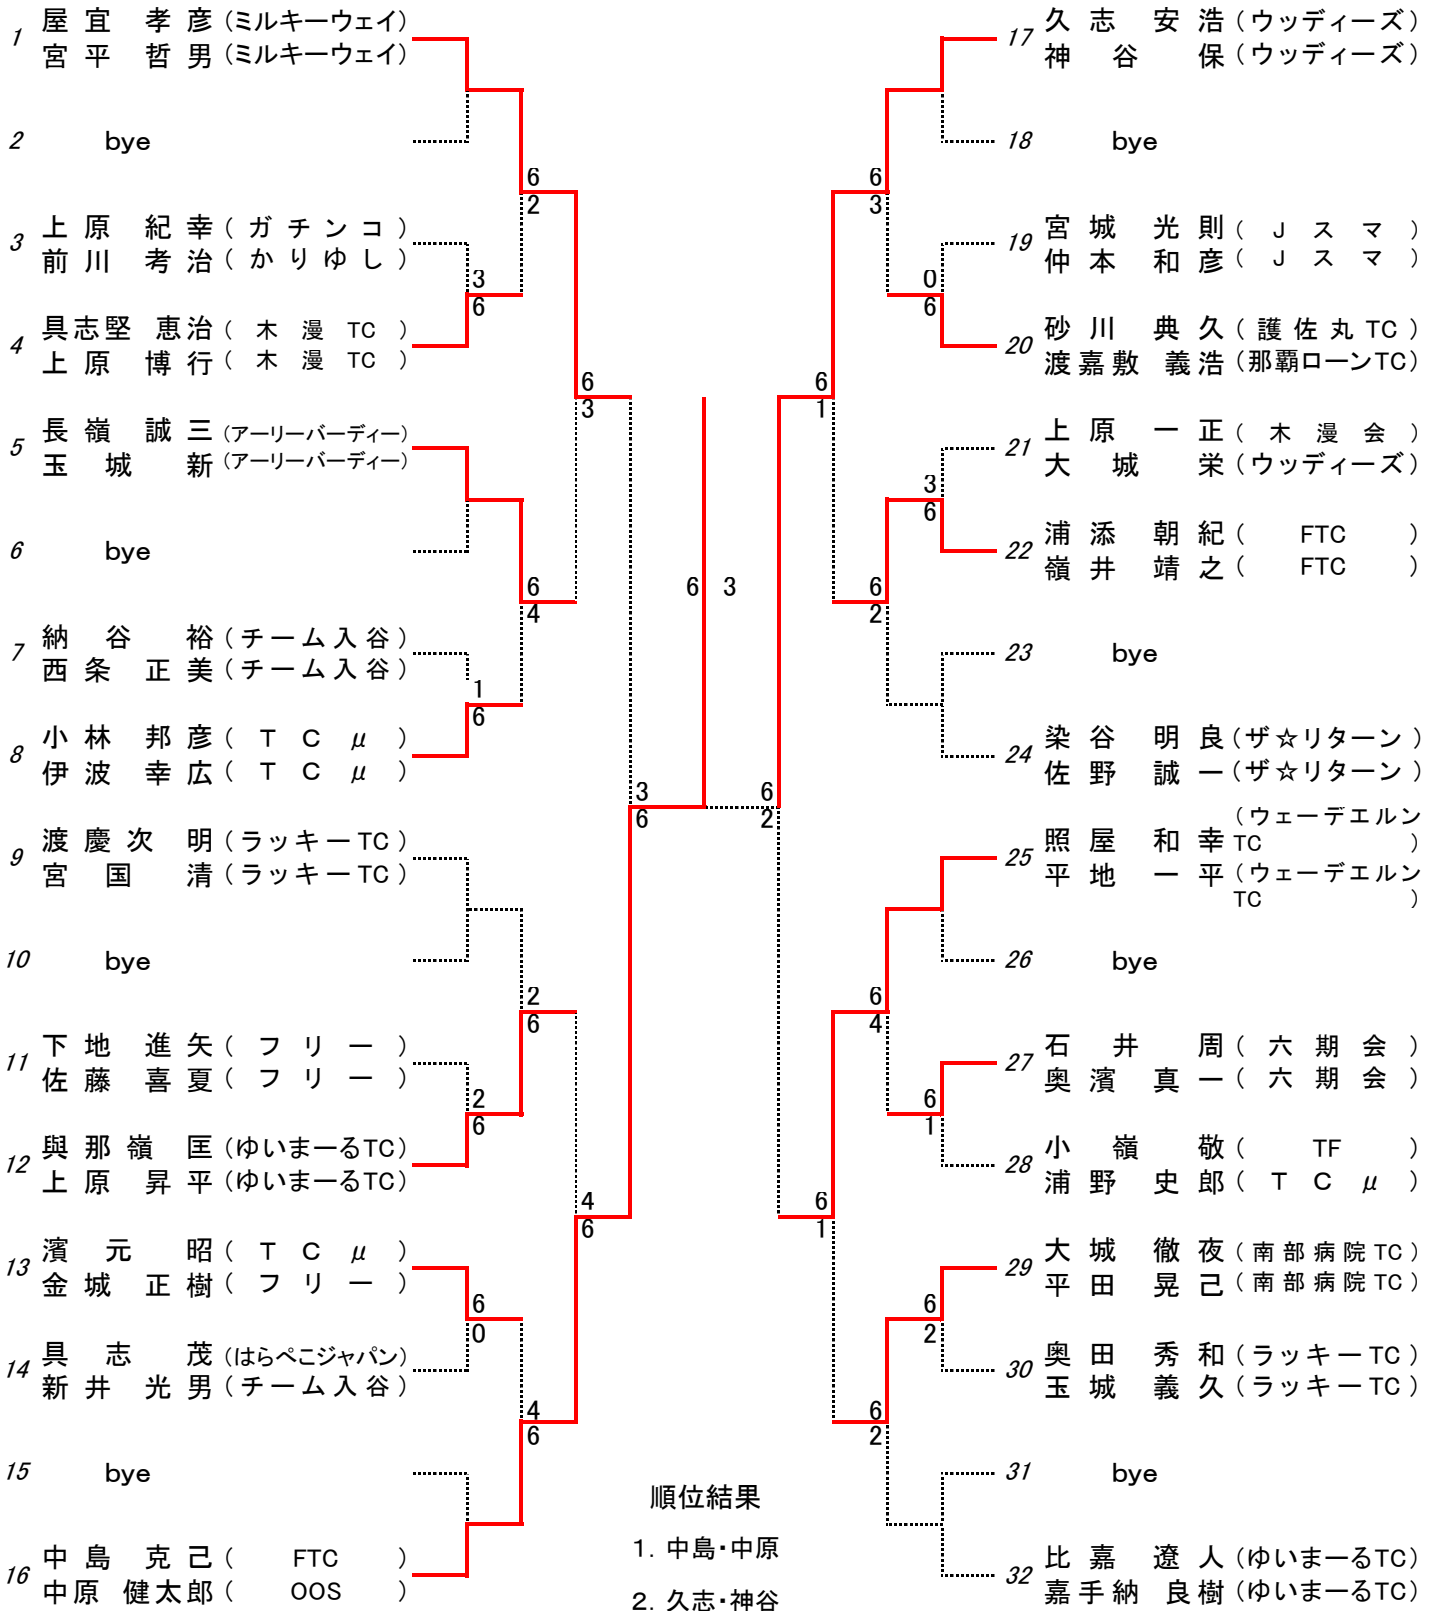 1 屋宜 孝彦 (ミルキーウェイ)
宮平 哲男 (ミルキーウェイ)
2 bye
6
2
3 上原 紀幸 (ガチンコ)
前川 考治 (かりゆし)
3
6
4 具志堅 恵治 (木漫TC)
上原 博行 (木漫TC)
6
3
5 長嶺 誠三 (アーリーバーディー)
玉城 新 (アーリーバーディー)
6 bye
6
4
7 納谷 裕 (チーム入谷)
西条 正美 (チーム入谷)
1
6
8 小林 邦彦 (TCμ)
伊波 幸広 (TCμ)
3
6
9 渡慶次 明 (ラッキーTC)
宮国 清 (ラッキーTC)
10 bye
2
6
11 下地 進矢 (フリー)
佐藤 喜夏 (フリー)
2
6
12 與那嶺 匡 (ゆいまーるTC)
上原 昇平 (ゆいまーるTC)
4
6
13 濱元 昭 (TCμ)
金城 正樹 (フリー)
6
0
14 具志 茂 (はらぺこジャパン)
新井 光男 (チーム入谷)
4
6
15 bye
16 中島 克己 (FTC)
中原 健太郎 (OOS)
6 3
17 久志 安浩 (ウッディーズ)
神谷 保 (ウッディーズ)
18 bye
6
3
19 宮城 光則 (Jスマ)
仲本 和彦 (Jスマ)
0
6
20 砂川 典久 (護佐丸TC)
渡嘉敷 義浩 (那覇ローンTC)
6
1
21 上原 一正 (木漫会)
大城 栄 (ウッディーズ)
3
6
22 浦添 朝紀 (FTC)
嶺井 靖之 (FTC)
6
2
23 bye
24 染谷 明良 (ザ☆リターン)
佐野 誠一 (ザ☆リターン)
6
2
25 照屋 和幸 (ウェーデエルン
TC)
平地 一平 (ウェーデエルン
TC)
26 bye
6
4
27 石井 周 (六期会)
奥濱 真一 (六期会)
6
1
28 小嶺 敬 (TF)
浦野 史郎 (TCμ)
6
1
29 大城 徹夜 (南部病院TC)
平田 晃己 (南部病院TC)
6
2
30 奥田 秀和 (ラッキーTC)
玉城 義久 (ラッキーTC)
6
2
31 bye
32 比嘉 遼人 (ゆいまーるTC)
嘉手納 良樹 (ゆいまーるTC)
順位結果
1. 中島・中原
2. 久志・神谷